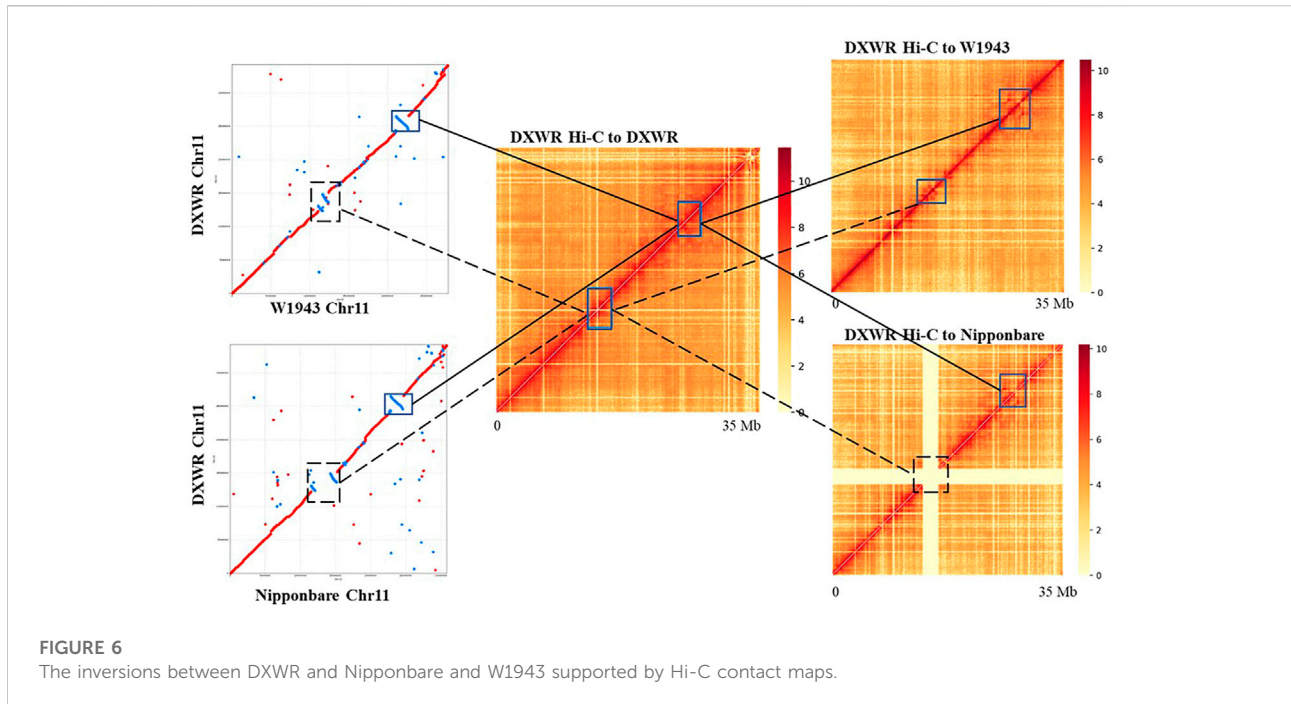 DXWR Hi-C to W1943
DXWR Chr11
W1943 Chr11
DXWR Hi-C to DXWR
10
8
6
4
2
0
0
35 Mb
10
8
6
4
2
0
0
35 Mb
DXWR Hi-C to Nipponbare
DXWR Chr11
Nipponbare Chr11
10
8
6
4
2
0
0
35 Mb
FIGURE 6
The inversions between DXWR and Nipponbare and W1943 supported by Hi-C contact maps.